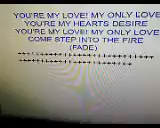 YOU'RE MY LOVE! MY ONLY LOVE
YOU'RE MY HEARTS DESIRE
YOU'RE MY LOVE! MY ONLY LOVE
COME STEP INTO THE FIRE
(FADE)